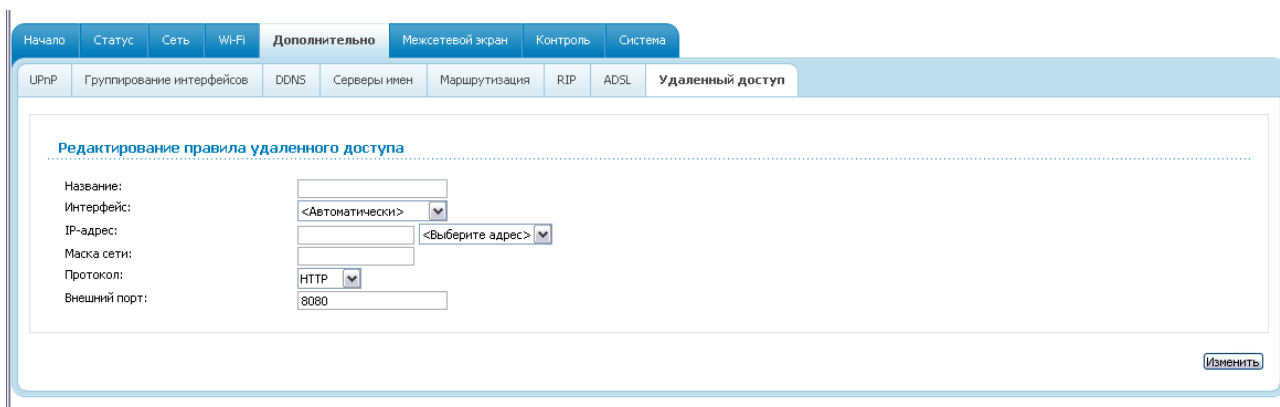 Начало Статус Сеть Wi-Fi Дополнительно Межсетевой экран Контроль Система
UPnP Группирование интерфейсов DDNS Серверы имен Маршрутизация RIP ADSL Удаленный доступ
Редактирование правила удаленного доступа
Название:
Интерфейс: <Автоматически>
IP-адрес: <Выберите адрес>
Маска сети:
Протокол: HTTP
Внешний порт: 8080
Изменить